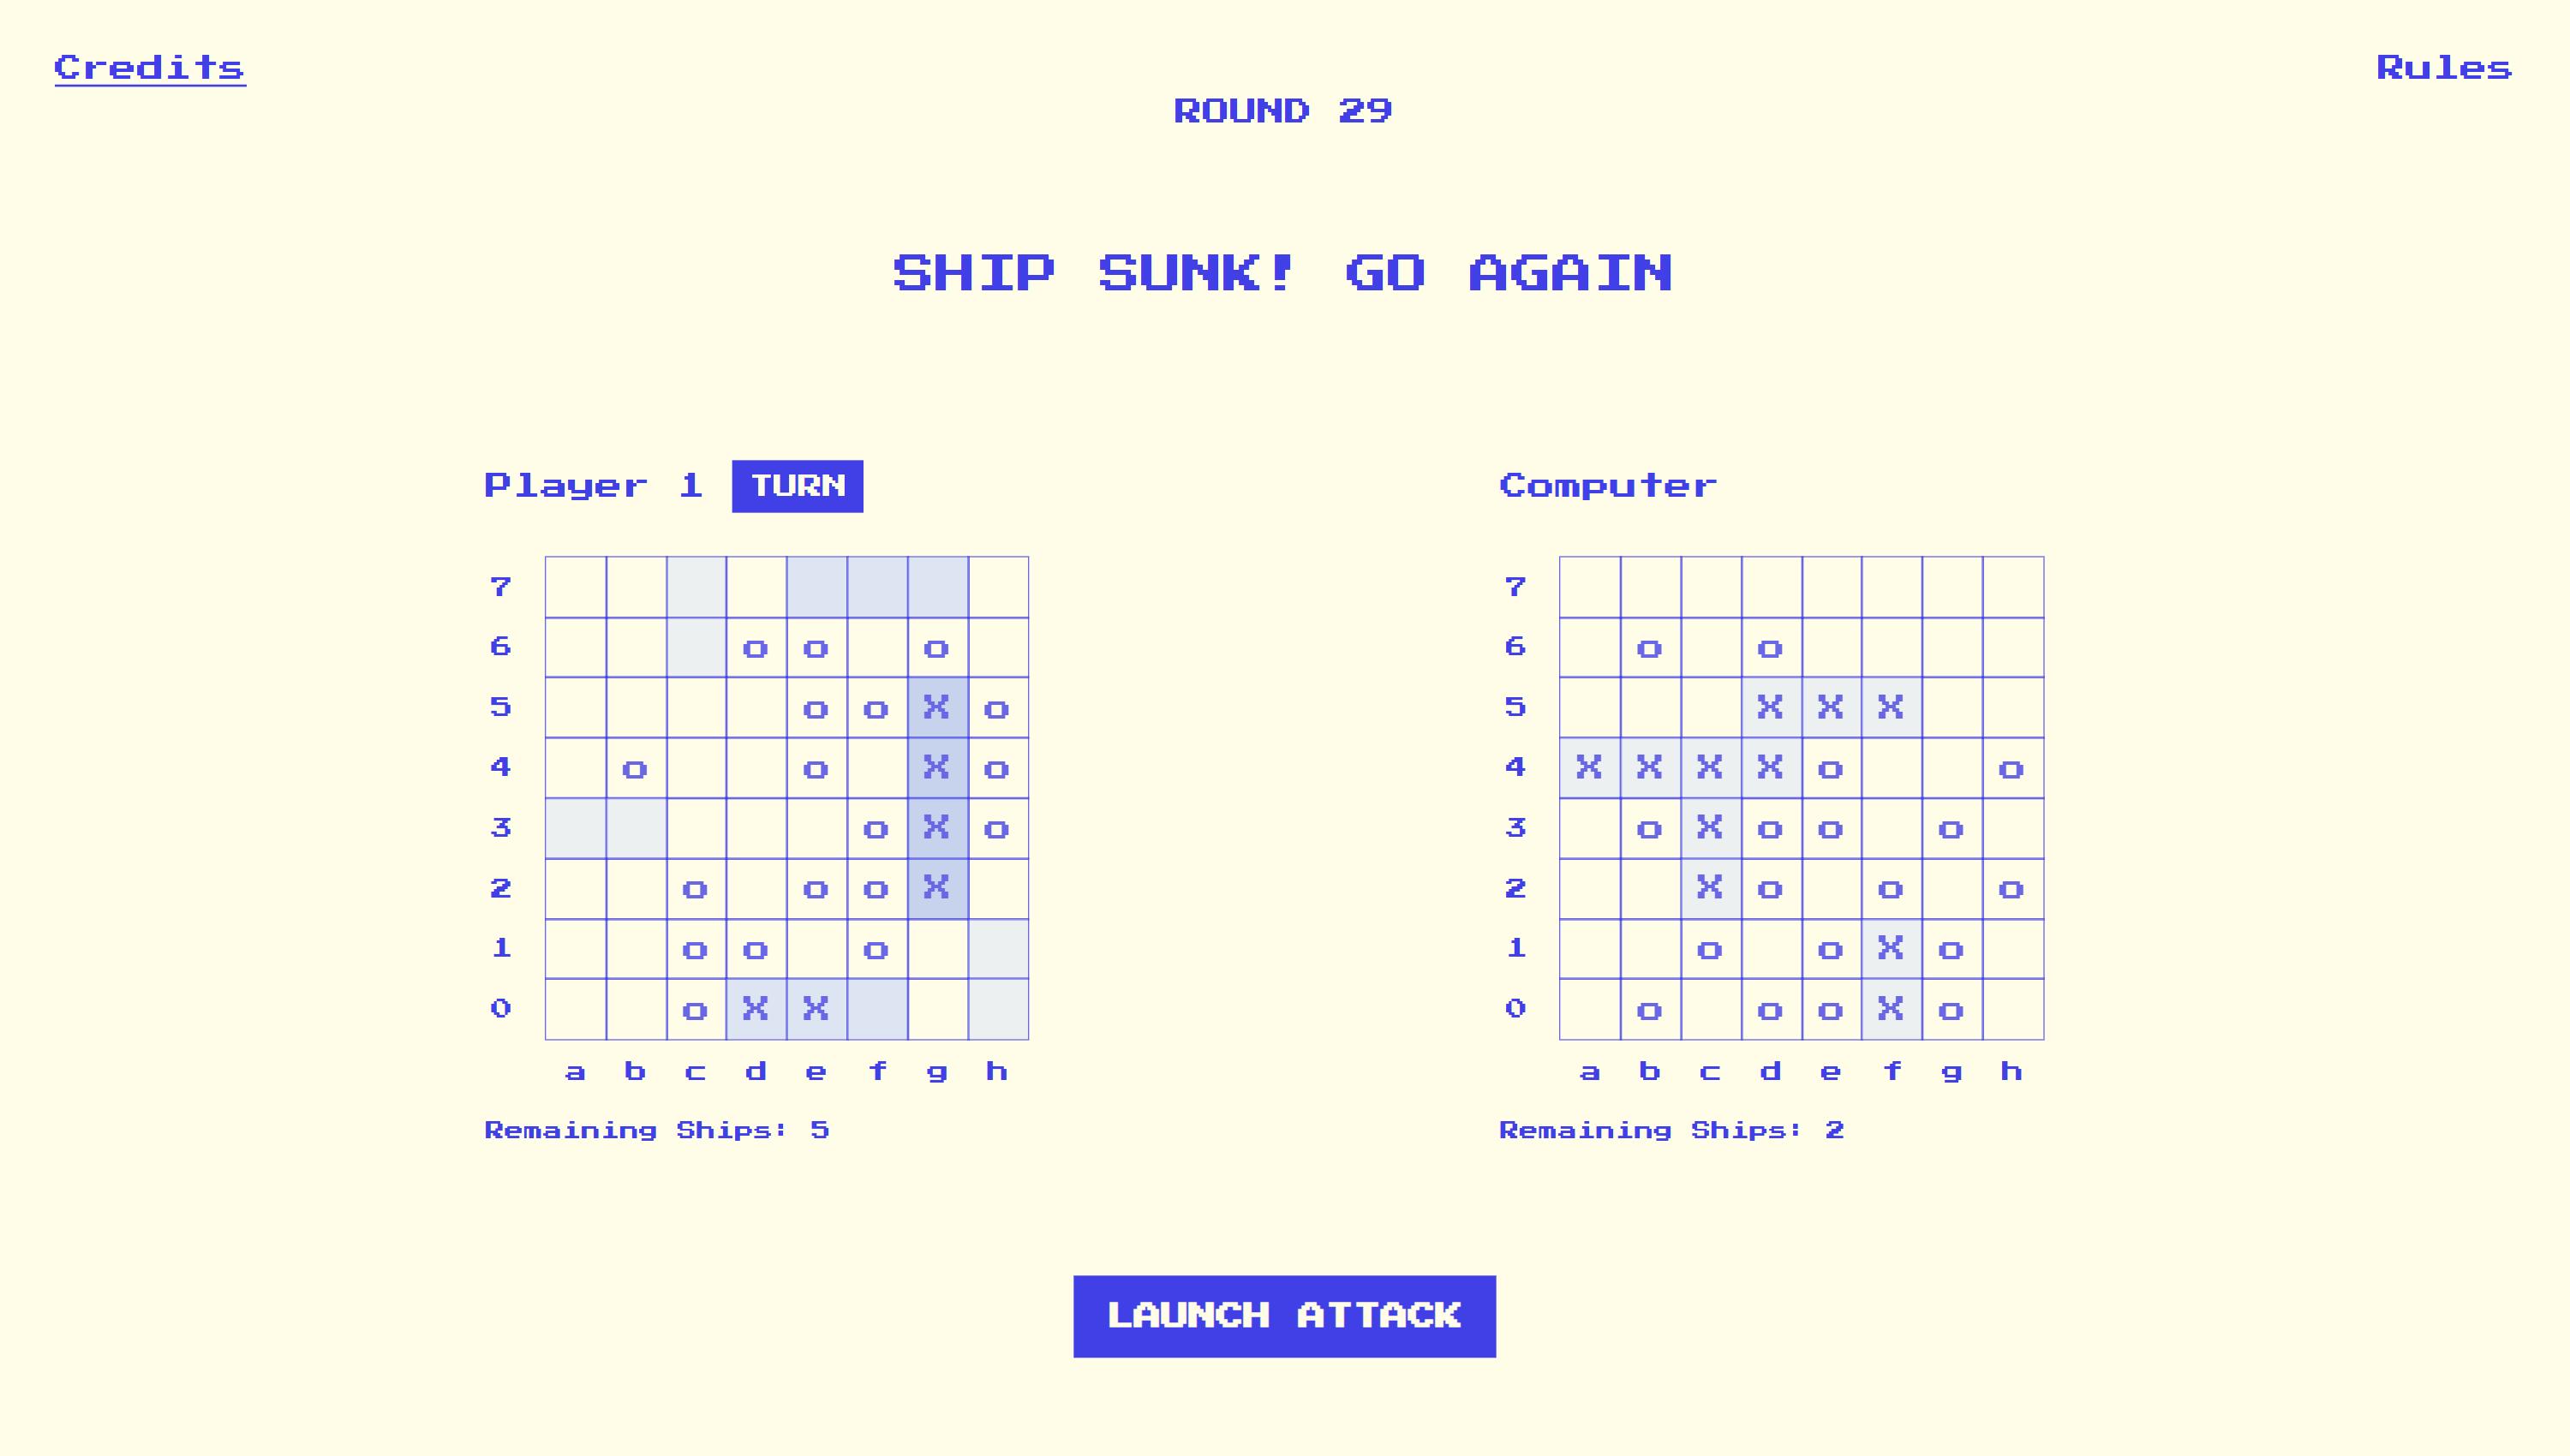 Credits
Rules
ROUND 29
SHIP SUNK! GO AGAIN
Player 1 TURN
7
6 o o o
5 o o X o
4 o o X o
3 o X o
2 o o o X
1 o o o
0 o X X
a b c d e f g h
Remaining Ships: 5
Computer
7
6 o o
5 X X X
4 X X X X o o
3 o X o o o
2 X o o o
1 o o X o
0 o o o X o
a b c d e f g h
Remaining Ships: 2
LAUNCH ATTACK